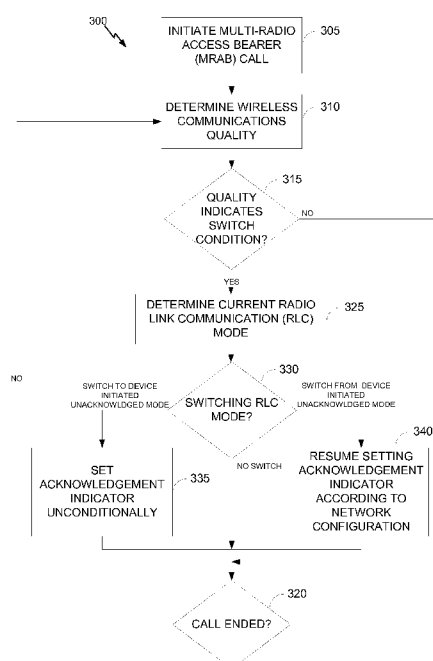 300
INITIATE MULTI-RADIO
ACCESS BEARER
(MRAB) CALL
305
DETERMINE WIRELESS
COMMUNICATIONS
QUALITY
310
315
QUALITY
INDICATES
SWITCH
CONDITION?
NO
YES
DETERMINE CURRENT RADIO
LINK COMMUNICATION (RLC)
MODE
325
330
NO
SWITCH TO DEVICE
INITIATED
UNACKNOWLDGED MODE
SWITCHING RLC
MODE?
SWITCH FROM DEVICE
INITIATED
UNACKNOWLDGED MODE
340
NO SWITCH
SET
ACKNOWLEDGEMENT
INDICATOR
UNCONDITIONALLY
335
RESUME SETTING
ACKNOWLEDGEMENT
INDICATOR
ACCORDING TO
NETWORK
CONFIGURATION
320
CALL ENDED?